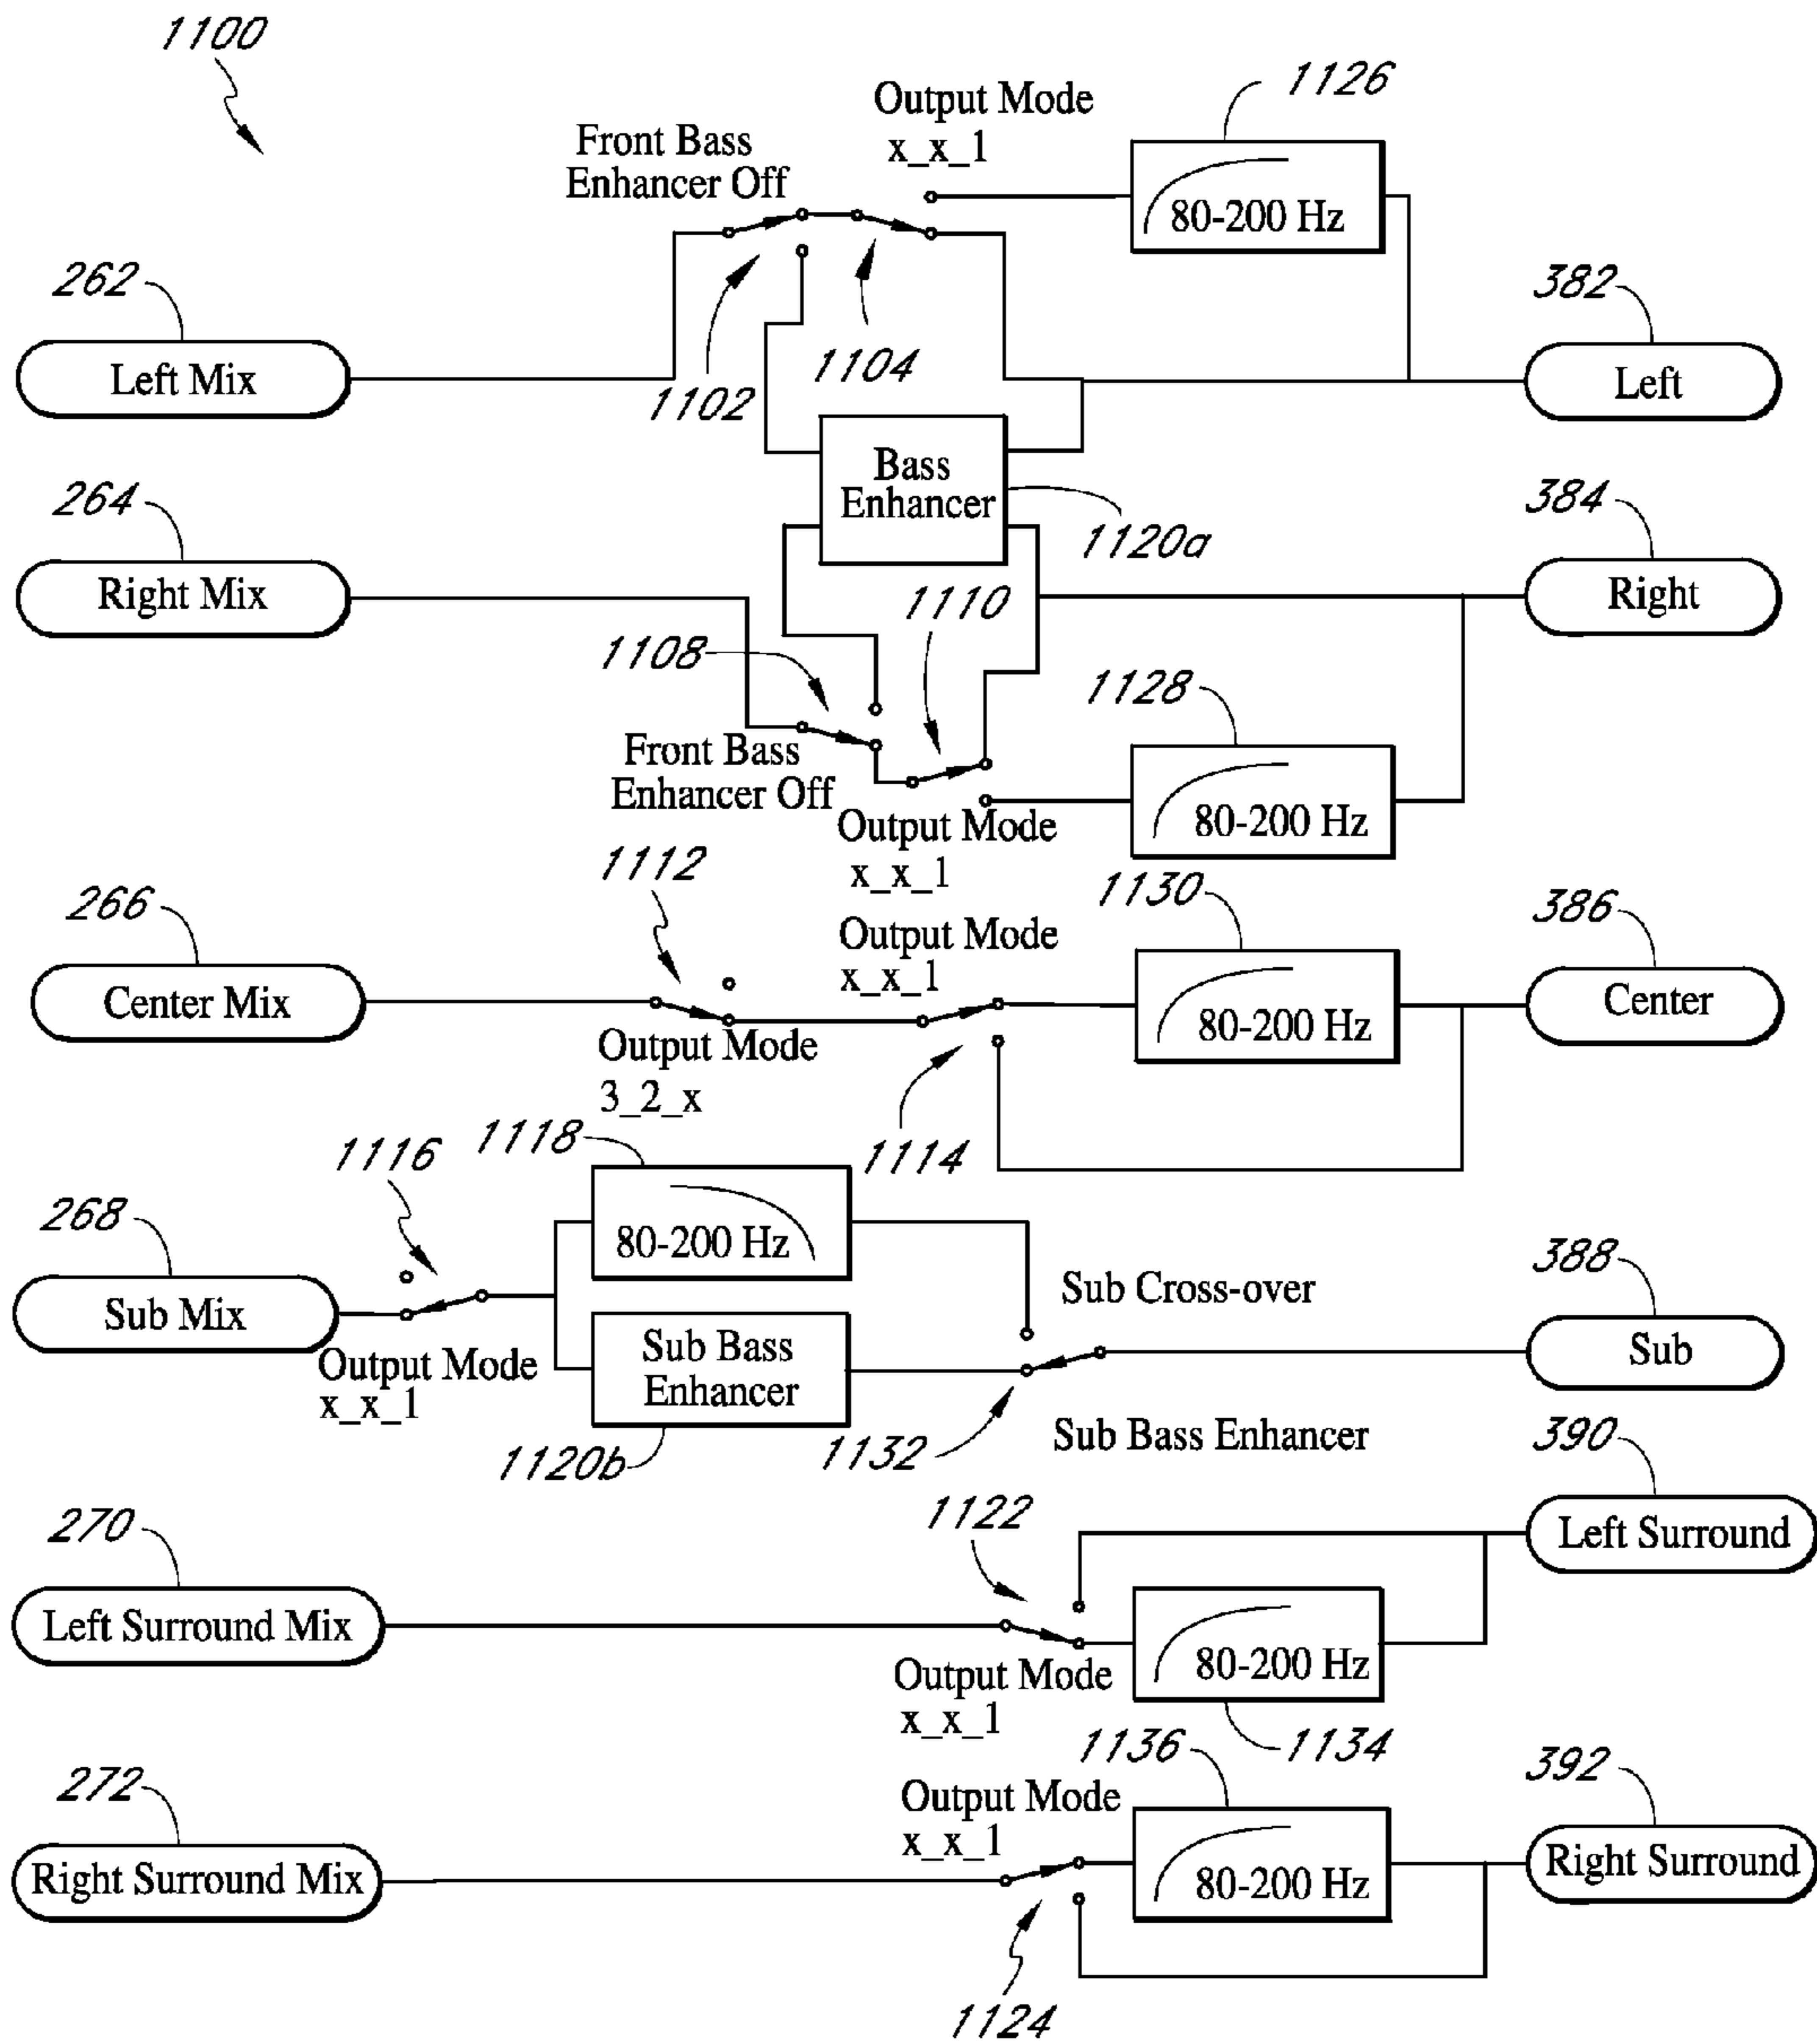 1100
Output Mode
x_x_1
1126
Front Bass
Enhancer Off
80-200 Hz
262
Left Mix
1102
1104
382
Left
Bass
Enhancer
1120a
264
Right Mix
384
Right
1110
1108
Front Bass
Enhancer Off
1128
80-200 Hz
Output Mode
x_x_1
1112
266
Center Mix
Output Mode
x_x_1
1130
80-200 Hz
386
Center
Output Mode
3_2_x
1114
1118
80-200 Hz
1116
268
Sub Mix
Output Mode
x_x_1
Sub Bass
Enhancer
1120b
Sub Cross-over
1132
Sub Bass Enhancer
388
Sub
390
Left Surround
270
Left Surround Mix
1122
80-200 Hz
Output Mode
x_x_1
1134
1136
272
Right Surround Mix
Output Mode
x_x_1
80-200 Hz
392
Right Surround
1124